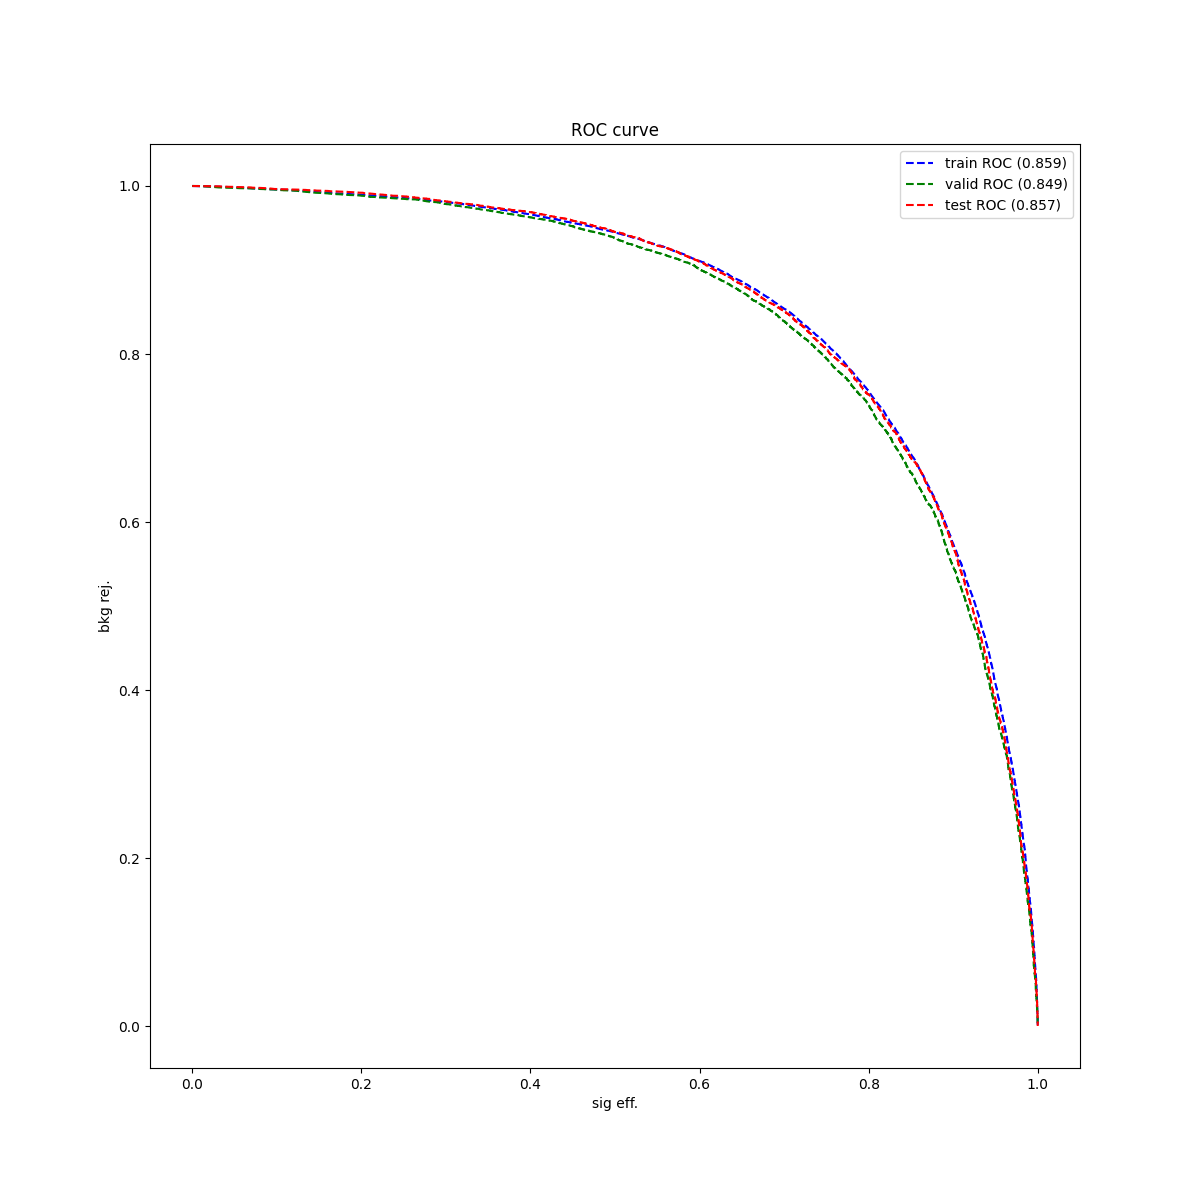 ROC curve
train ROC (0.859)
valid ROC (0.849)
test ROC (0.857)
1.0
0.8
0.6
0.4
0.2
0.0
bkg rej.
0.0 0.2 0.4 0.6 0.8 1.0
sig eff.